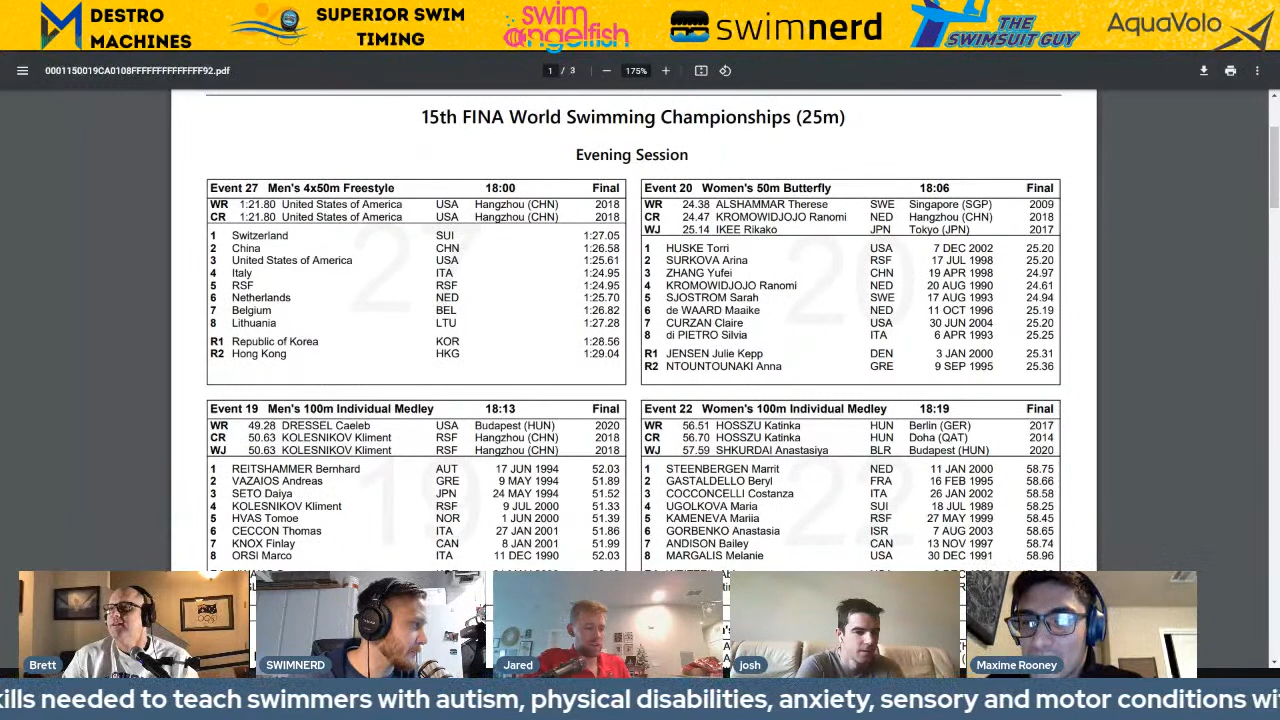 DESTRO
MACHINES
SUPERIOR SWIM
TIMING
swim
angelfish
swimnerd
THE
SWIMSUIT GUY
AquaVolo
0001150019CA0108FFFFFFFFFFFFFF92.pdf
1 / 3
175%
15th FINA World Swimming Championships (25m)
Evening Session
Event 27 Men's 4x50m Freestyle 18:00 Final
WR 1:21.80 United States of America USA Hangzhou (CHN) 2018
CR 1:21.80 United States of America USA Hangzhou (CHN) 2018
1 Switzerland SUI 1:27.05
2 China CHN 1:26.58
3 United States of America USA 1:25.61
4 Italy ITA 1:24.95
5 RSF RSF 1:24.95
6 Netherlands NED 1:25.70
7 Belgium BEL 1:26.82
8 Lithuania LTU 1:27.28
R1 Republic of Korea KOR 1:28.56
R2 Hong Kong HKG 1:29.04
27
Event 20 Women's 50m Butterfly 18:06 Final
WR 24.38 ALSHAMMAR Therese SWE Singapore (SGP) 2009
CR 24.47 KROMOWIDJOJO Ranomi NED Hangzhou (CHN) 2018
WJ 25.14 IKEE Rikako JPN Tokyo (JPN) 2017
1 HUSKE Torri USA 7 DEC 2002 25.20
2 SURKOVA Arina RSF 17 JUL 1998 25.20
3 ZHANG Yufei CHN 19 APR 1998 24.97
4 KROMOWIDJOJO Ranomi NED 20 AUG 1990 24.61
5 SJOSTROM Sarah SWE 17 AUG 1993 24.94
6 de WAARD Maaike NED 11 OCT 1996 25.19
7 CURZAN Claire USA 30 JUN 2004 25.20
8 di PIETRO Silvia ITA 6 APR 1993 25.25
R1 JENSEN Julie Kepp DEN 3 JAN 2000 25.31
R2 NTOUNTOUNAKI Anna GRE 9 SEP 1995 25.36
20
Event 19 Men's 100m Individual Medley 18:13 Final
WR 49.28 DRESSEL Caeleb USA Budapest (HUN) 2020
CR 50.63 KOLESNIKOV Kliment RSF Hangzhou (CHN) 2018
WJ 50.63 KOLESNIKOV Kliment RSF Hangzhou (CHN) 2018
1 REITSHAMMER Bernhard AUT 17 JUN 1994 52.03
2 VAZAIOS Andreas GRE 9 MAY 1994 51.89
3 SETO Daiya JPN 24 MAY 1994 51.52
4 KOLESNIKOV Kliment RSF 9 JUL 2000 51.33
5 HVAS Tomoe NOR 1 JUN 2000 51.39
6 CECCON Thomas ITA 27 JAN 2001 51.86
7 KNOX Finlay CAN 8 JAN 2001 51.99
8 ORSI Marco ITA 11 DEC 1990 52.03
19
Event 22 Women's 100m Individual Medley 18:19 Final
WR 56.51 HOSSZU Katinka HUN Berlin (GER) 2017
CR 56.70 HOSSZU Katinka HUN Doha (QAT) 2014
WJ 57.59 SHKURDAI Anastasiya BLR Budapest (HUN) 2020
1 STEENBERGEN Marrit NED 11 JAN 2000 58.75
2 GASTALDELLO Beryl FRA 16 FEB 1995 58.66
3 COCCONCELLI Costanza ITA 26 JAN 2002 58.58
4 UGOLKOVA Maria SUI 18 JUL 1989 58.25
5 KAMENEVA Mariia RSF 27 MAY 1999 58.45
6 GORBENKO Anastasia ISR 7 AUG 2003 58.65
7 ANDISON Bailey CAN 13 NOV 1997 58.74
8 MARGALIS Melanie USA 30 DEC 1991 58.96
22
Brett
SWIMNERD
Jared
josh
Maxime Rooney
kills needed to teach swimmers with autism, physical disabilities, anxiety, sensory and motor conditions wi